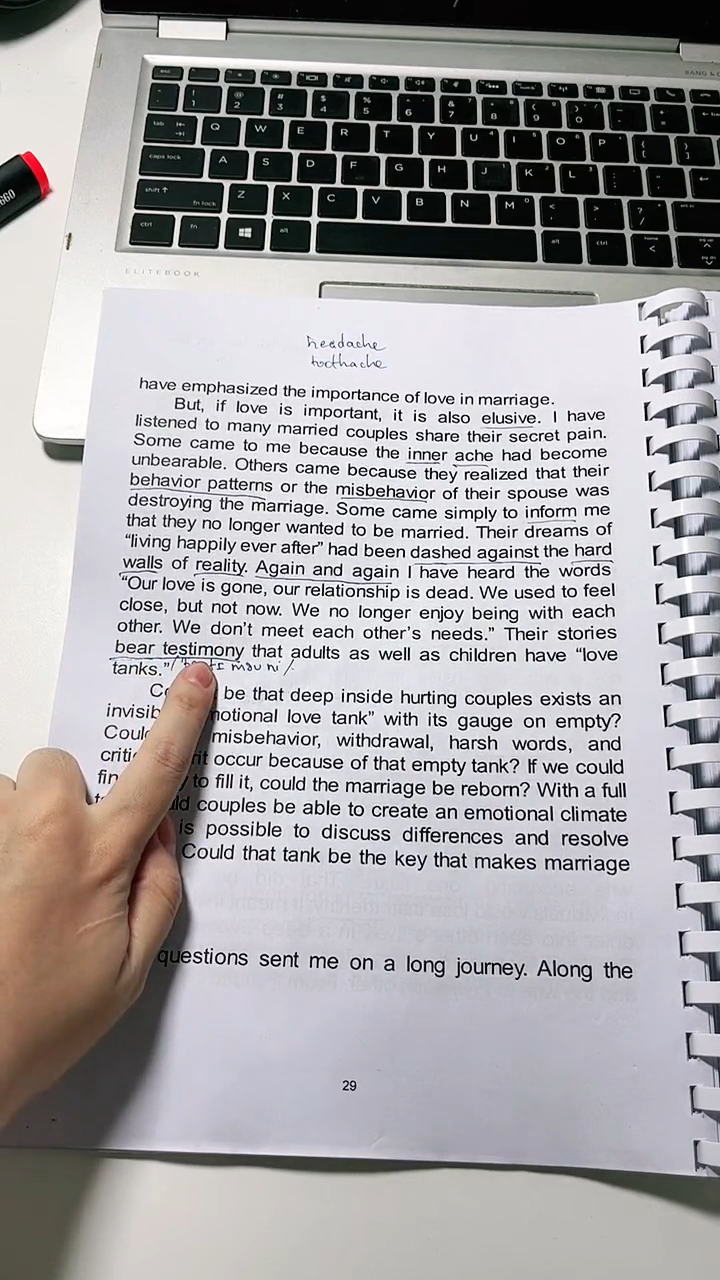 ELITEBOOK
headache
toothache
have emphasized the importance of love in marriage.
But, if love is important, it is also elusive. I have
listened to many married couples share their secret pain.
Some came to me because the inner ache had become
unbearable. Others came because they realized that their
behavior patterns or the misbehavior of their spouse was
destroying the marriage. Some came simply to inform me
that they no longer wanted to be married. Their dreams of
“living happily ever after” had been dashed against the hard
walls of reality. Again and again I have heard the words
“Our love is gone, our relationship is dead. We used to feel
close, but not now. We no longer enjoy being with each
other. We don’t meet each other’s needs.” Their stories
bear testimony that adults as well as children have “love
tanks.”
be that deep inside hurting couples exists an
“emotional love tank” with its gauge on empty?
misbehavior, withdrawal, harsh words, and
occur because of that empty tank? If we could
to fill it, could the marriage be reborn? With a full
couples be able to create an emotional climate
is possible to discuss differences and resolve
Could that tank be the key that makes marriage
questions sent me on a long journey. Along the
29